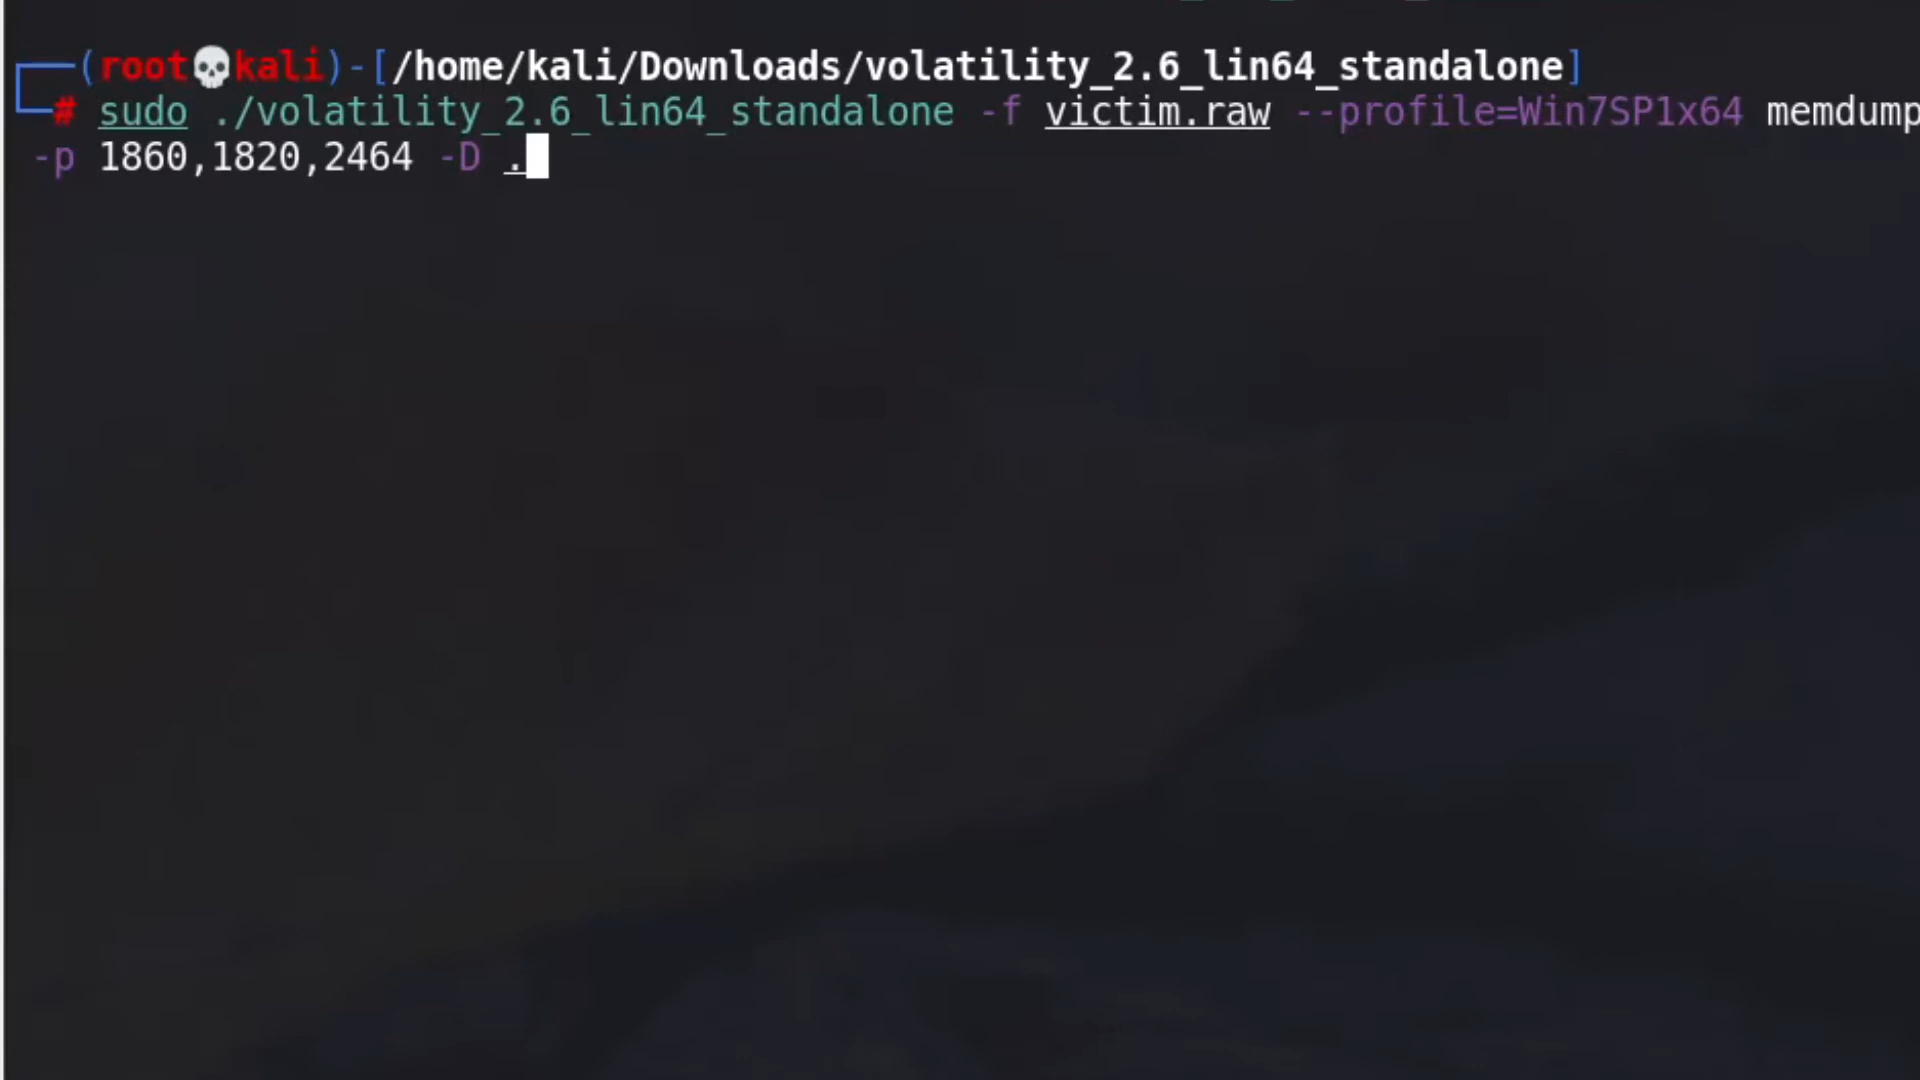 (root💀kali)-[/home/kali/Downloads/volatility_2.6_lin64_standalone]
# sudo ./volatility_2.6_lin64_standalone -f victim.raw --profile=Win7SP1x64 memdump
-p 1860,1820,2464 -D .